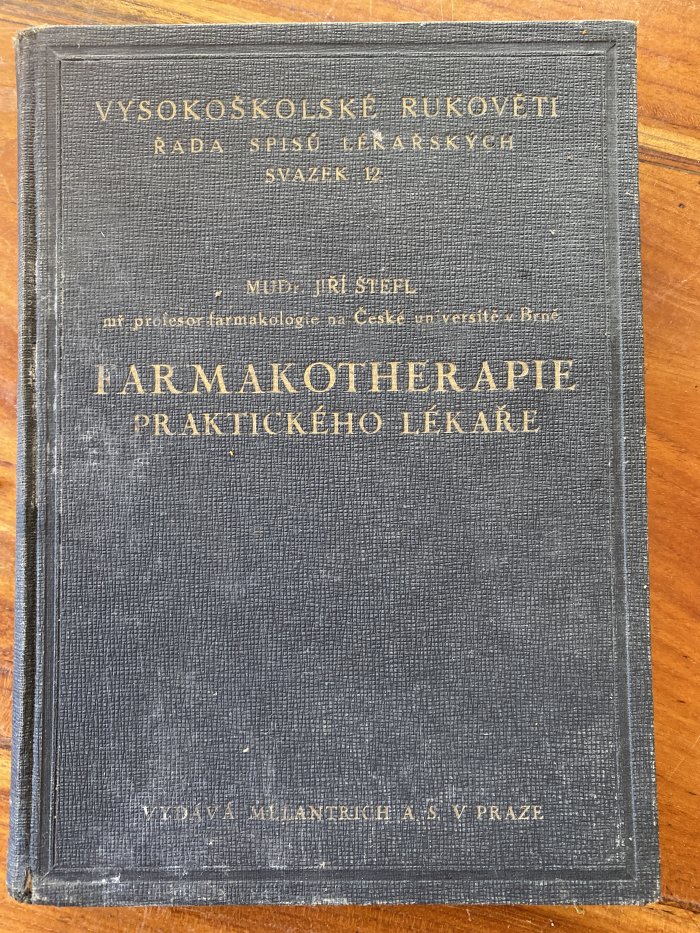 VYSOKOŠKOLSKÉ RUKOVĚTI
ŘADA SPISŮ LÉKAŘSKÝCH
SVAZEK 12
MUDr. JIŘÍ ŠTEFL
mř. profesor farmakologie na České universitě v Brně
FARMAKOTHERAPIE
PRAKTICKÉHO LÉKAŘE
VYDÁVÁ MELANTRICH A. S. V PRAZE